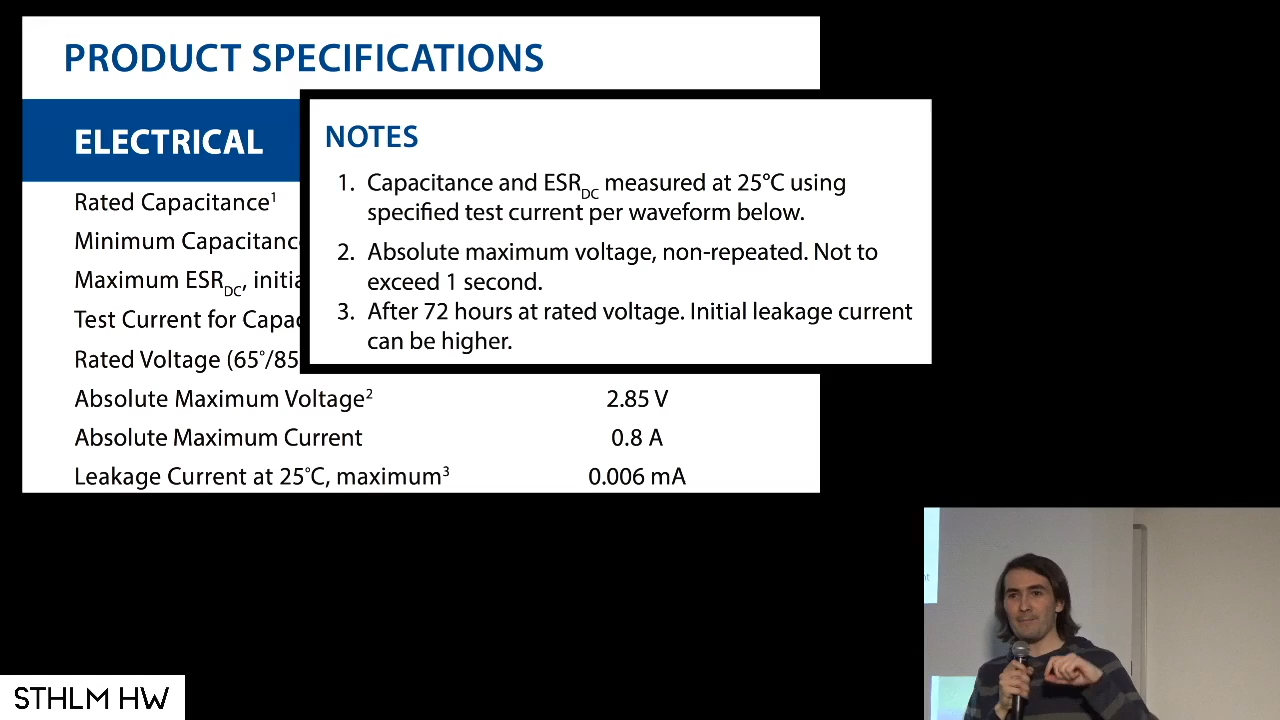 PRODUCT SPECIFICATIONS
ELECTRICAL
Rated Capacitance¹
Minimum Capacitanc
Maximum ESR_DC, initia
Test Current for Capac
Rated Voltage (65°/85
Absolute Maximum Voltage² 2.85 V
Absolute Maximum Current 0.8 A
Leakage Current at 25°C, maximum³ 0.006 mA
NOTES
1. Capacitance and ESR_DC measured at 25°C using
specified test current per waveform below.
2. Absolute maximum voltage, non-repeated. Not to
exceed 1 second.
3. After 72 hours at rated voltage. Initial leakage current
can be higher.
STHLM HW